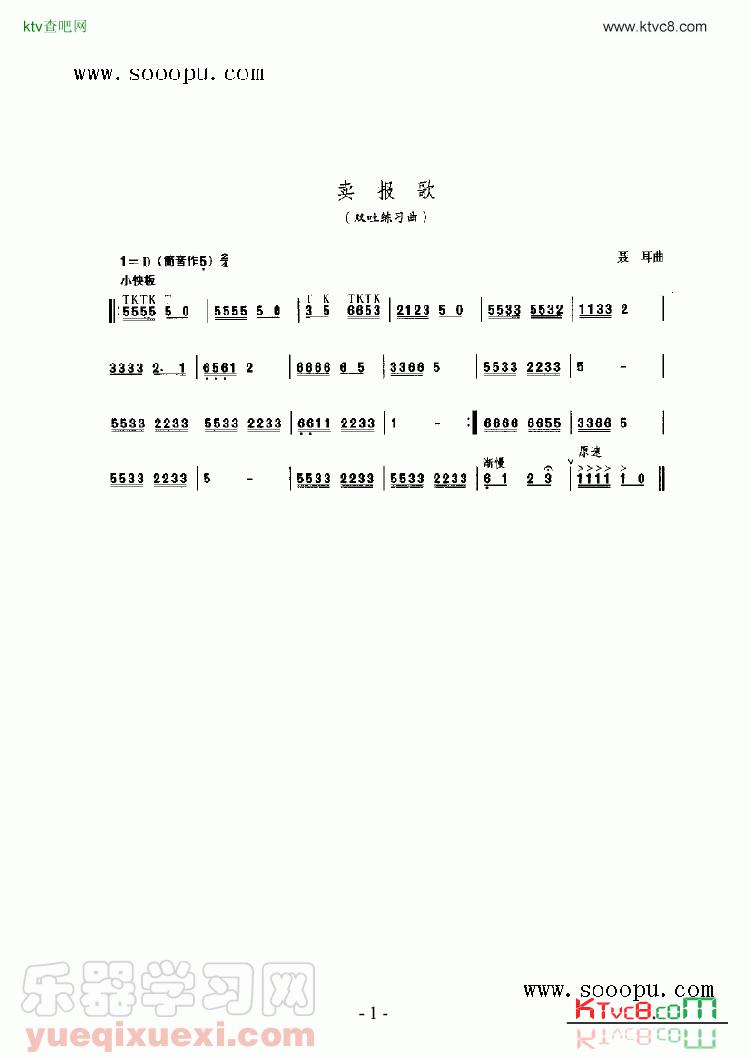 ktv查吧网 www.ktvc8.com
www.sooopu.com
卖报歌
(双吐练习曲)
1=D (筒音作5) 2/4
聂 耳曲
小快板
TKTK T T K TKTK
‖:5555 5 0 | 5555 5 0 | 3 5 6653 | 2123 5 0 | 5533 5532 | 1133 2 |
3333 2. 1 | 6561 2 | 6666 6 5 | 3366 5 | 5533 2233 | 5 - |
5533 2233 5533 2233 | 6611 2233 | 1 - :‖ 6666 6655 | 3366 5 |
渐慢 原速
5533 2233 | 5 - | 5533 2233 | 5533 2233 | 6 1 2 3 | V >>>> > 1111 1 0 ‖
乐器学习网
yueqixuexi.com
- 1 -
www.sooopu.com
KTvc8.com